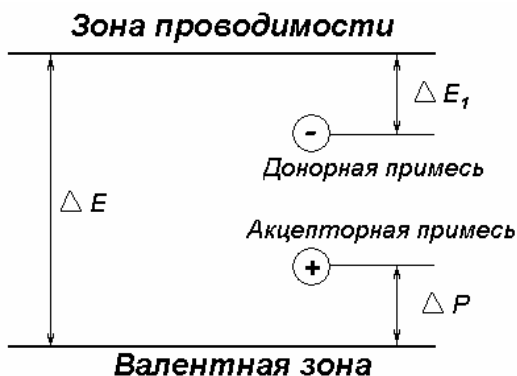 Зона проводимости
△ E₁
-
Донорная примесь
△ E
Акцепторная примесь
+
△ P
Валентная зона